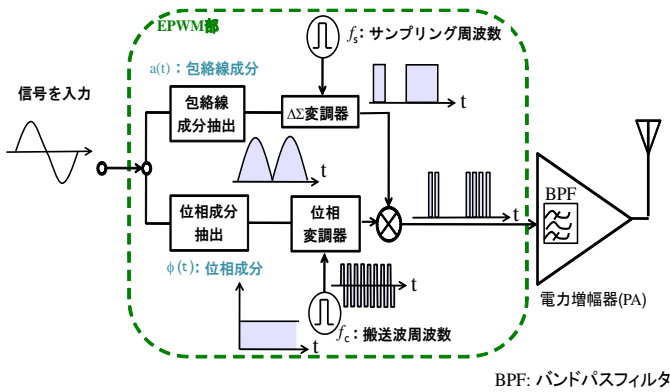 EPWM部
fs: サンプリング周波数
a(t) : 包絡線成分
信号を入力
包絡線
成分抽出
ΔΣ変調器
t
t
t
位相成分
抽出
位相
変調器
t
BPF
φ(t): 位相成分
t
電力増幅器(PA)
fc: 搬送波周波数
t
BPF: バンドパスフィルタ